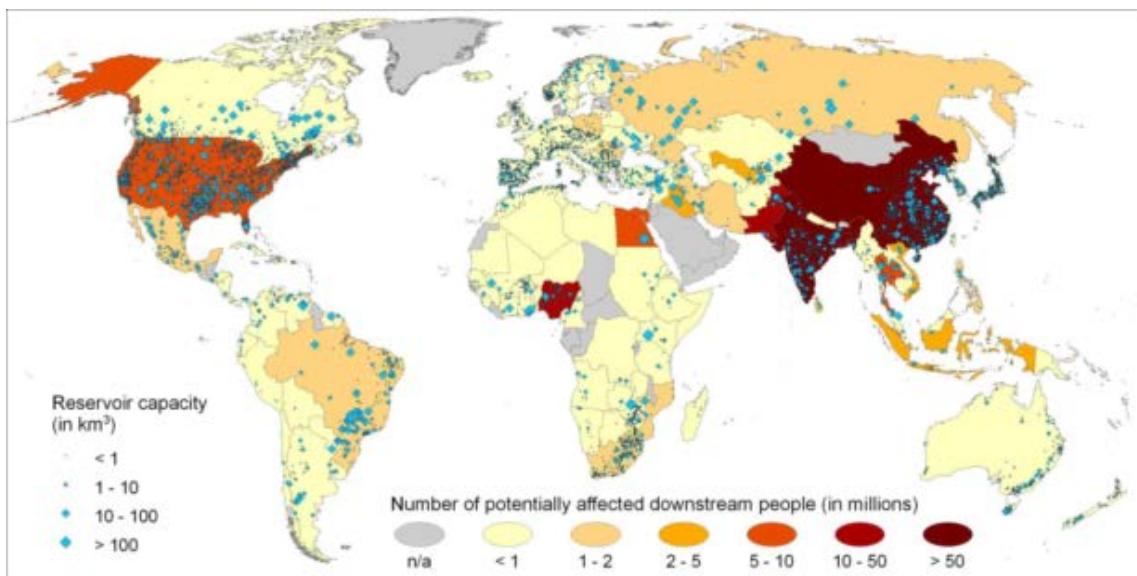 Reservoir capacity
(in km³)
< 1
1 - 10
10 - 100
> 100
Number of potentially affected downstream people (in millions)
n/a
< 1
1 - 2
2 - 5
5 - 10
10 - 50
> 50